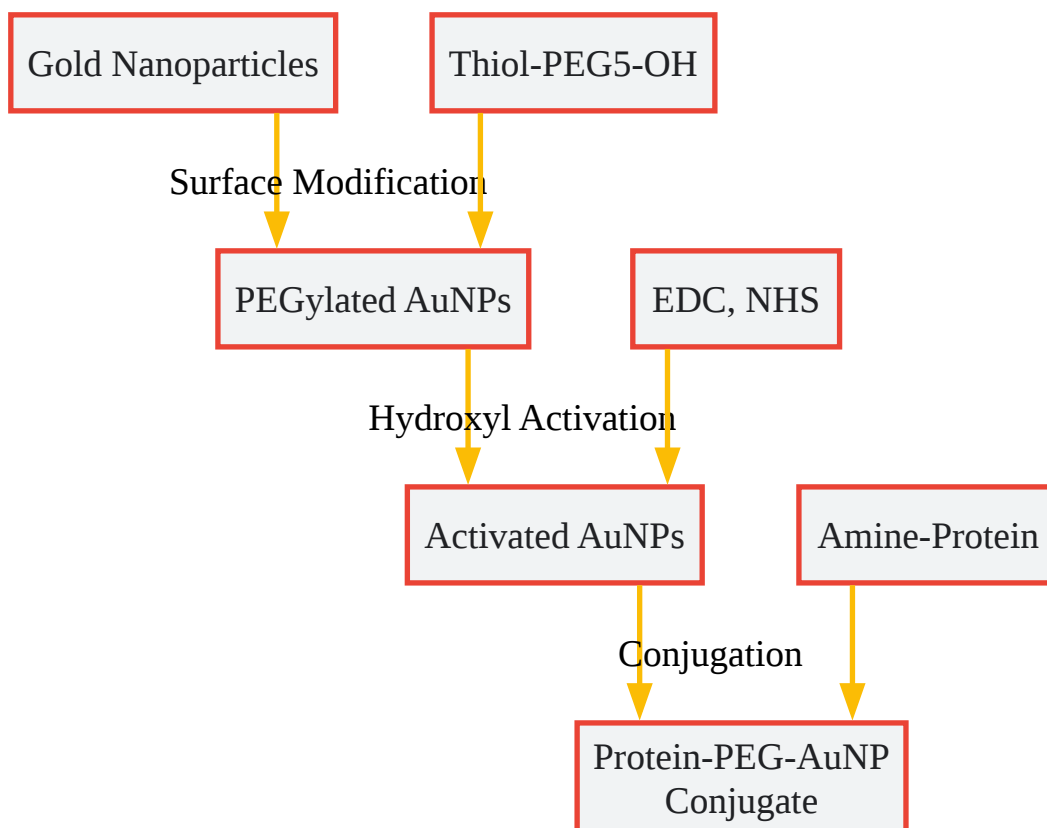 Gold Nanoparticles
Thiol-PEG5-OH
Surface Modification
PEGylated AuNPs
EDC, NHS
Hydroxyl Activation
Activated AuNPs
Amine-Protein
Conjugation
Protein-PEG-AuNP
Conjugate